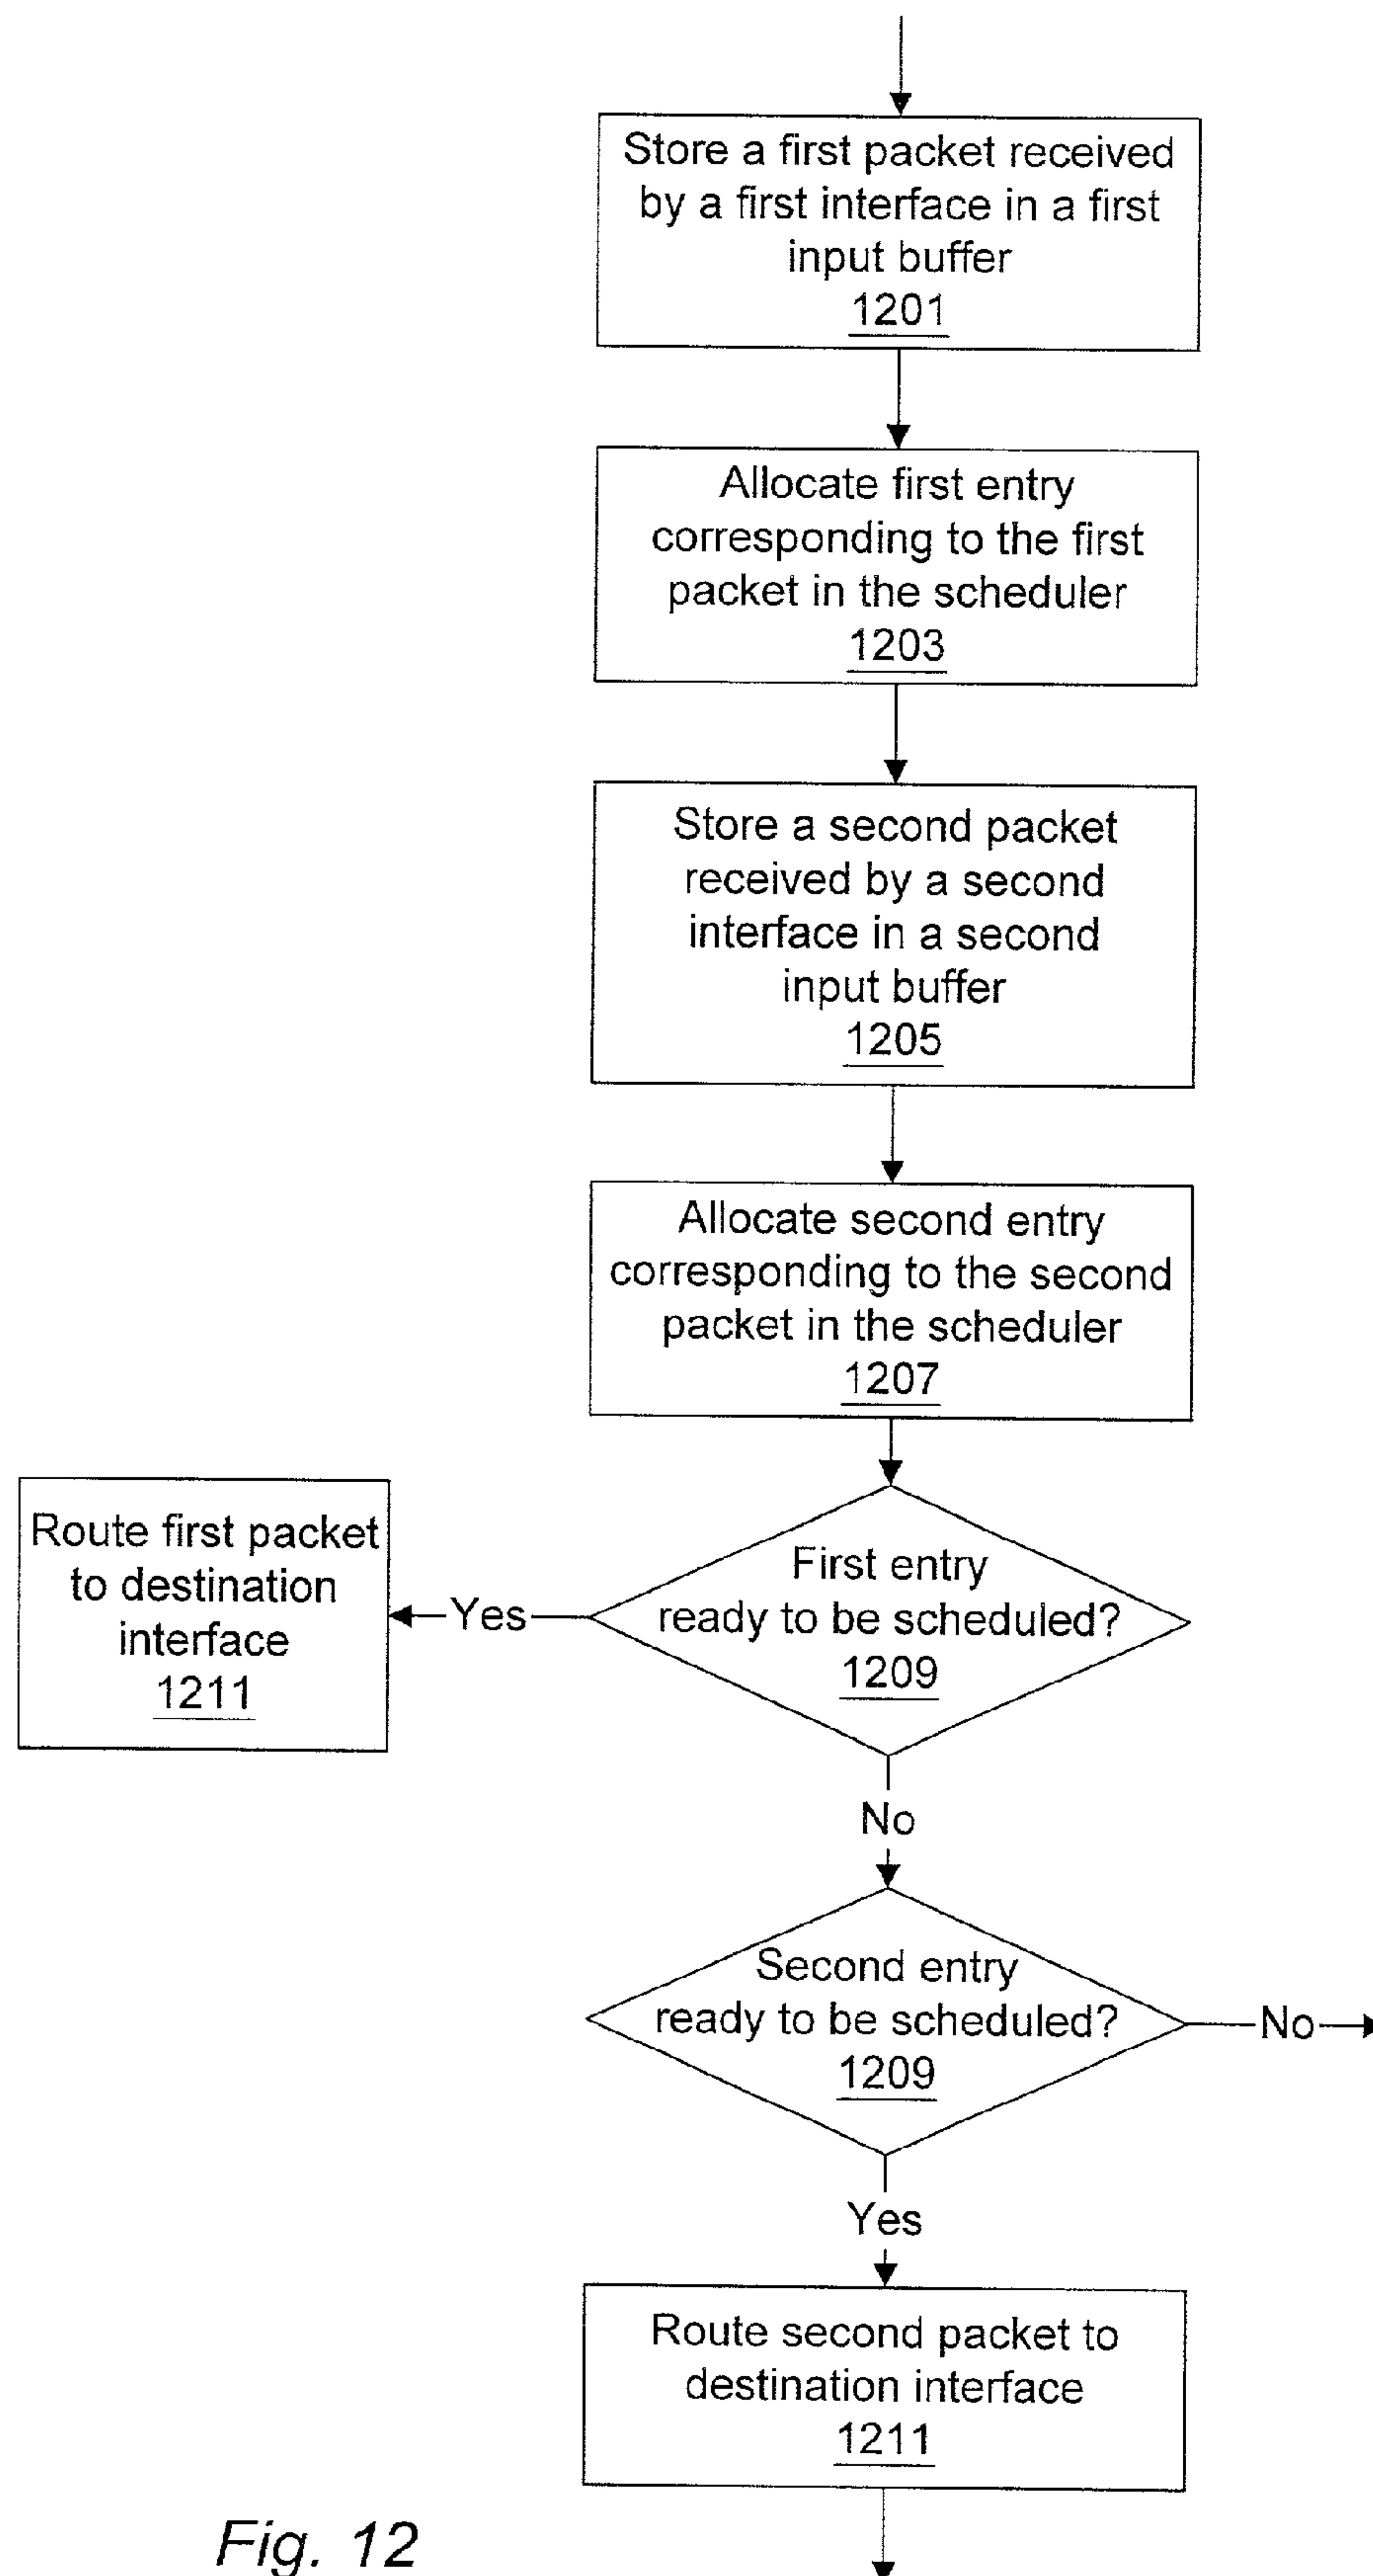 Store a first packet received
by a first interface in a first
input buffer
1201
Allocate first entry
corresponding to the first
packet in the scheduler
1203
Store a second packet
received by a second
interface in a second
input buffer
1205
Allocate second entry
corresponding to the second
packet in the scheduler
1207
Route first packet
to destination
interface
1211
Yes
First entry
ready to be scheduled?
1209
No
Second entry
ready to be scheduled?
1209
No
Yes
Route second packet to
destination interface
1211
Fig. 12